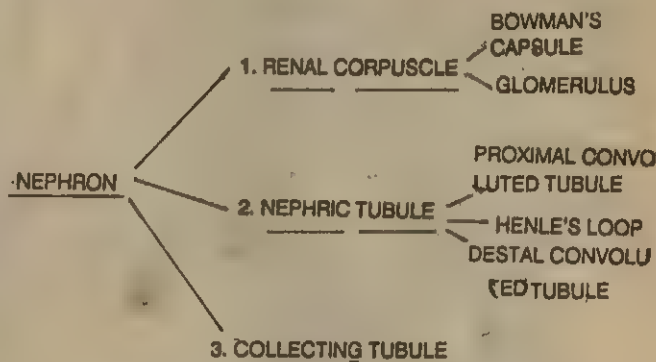 BOWMAN'S
CAPSULE
1. RENAL CORPUSCLE
GLOMERULUS
PROXIMAL CONVO
LUTED TUBULE
NEPHRON
2. NEPHRIC TUBULE
HENLE'S LOOP
DESTAL CONVOLU
TED TUBULE
3. COLLECTING TUBULE